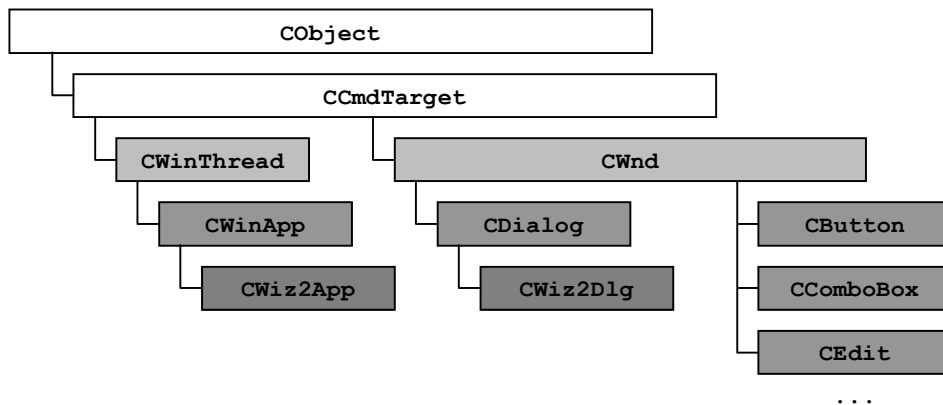 CObject
CCmdTarget
CWinThread
CWnd
CWinApp
CDialog
CButton
CWiz2App
CWiz2Dlg
CComboBox
CEdit
...